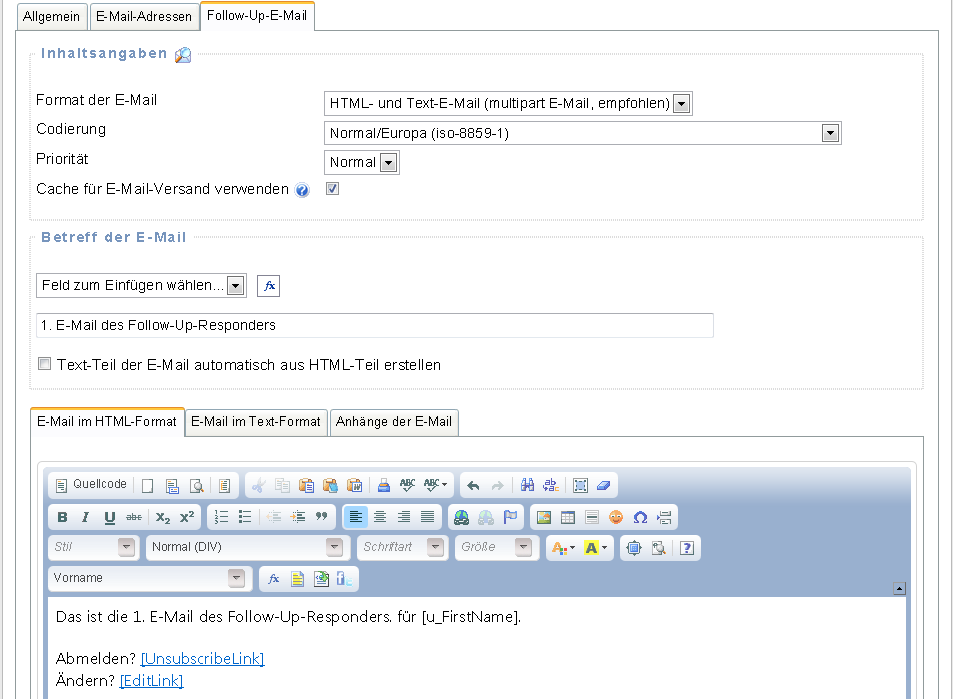 Allgemein E-Mail-Adressen Follow-Up-E-Mail
Inhaltsangaben
Format der E-Mail HTML- und Text-E-Mail (multipart E-Mail, empfohlen)
Codierung Normal/Europa (iso-8859-1)
Priorität Normal
Cache für E-Mail-Versand verwenden ?
Betreff der E-Mail
Feld zum Einfügen wählen... fx
1. E-Mail des Follow-Up-Responders
Text-Teil der E-Mail automatisch aus HTML-Teil erstellen
E-Mail im HTML-Format E-Mail im Text-Format Anhänge der E-Mail
Quellcode ABC ABC
B I U abc X2 X2
Stil Normal (DIV) Schriftart Größe A A ?
Vorname fx
Das ist die 1. E-Mail des Follow-Up-Responders. für [u_FirstName].
Abmelden? [UnsubscribeLink]
Ändern? [EditLink]